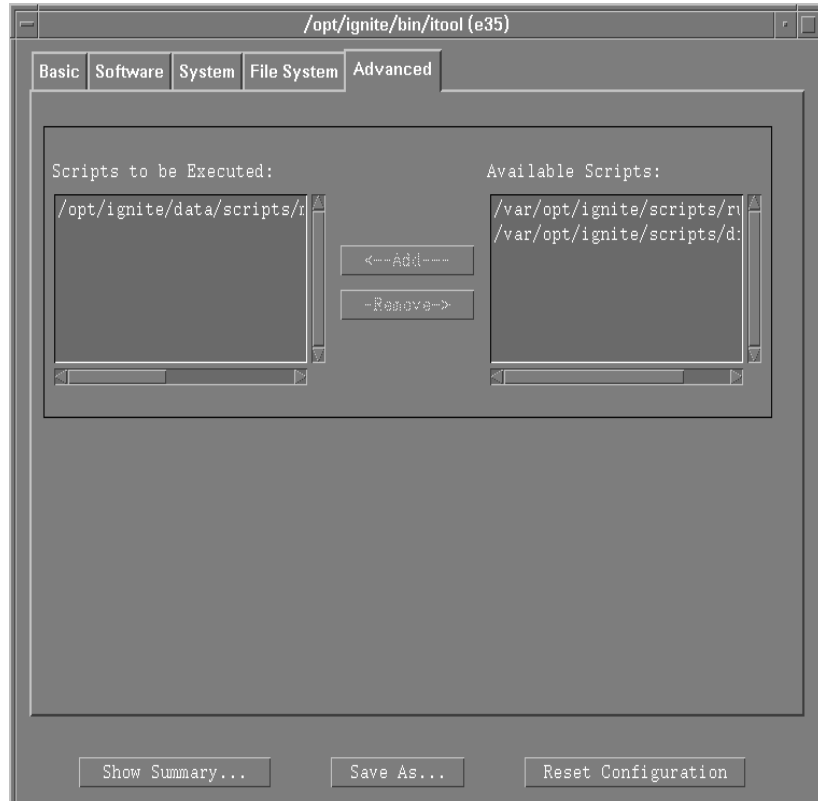 /opt/ignite/bin/itool (e35)
Basic Software System File System Advanced
Scripts to be Executed:
Available Scripts:
/opt/ignite/data/scripts/
/var/opt/ignite/scripts/ru
/var/opt/ignite/scripts/d
<--Add---
-Remove->
Show Summary... Save As... Reset Configuration